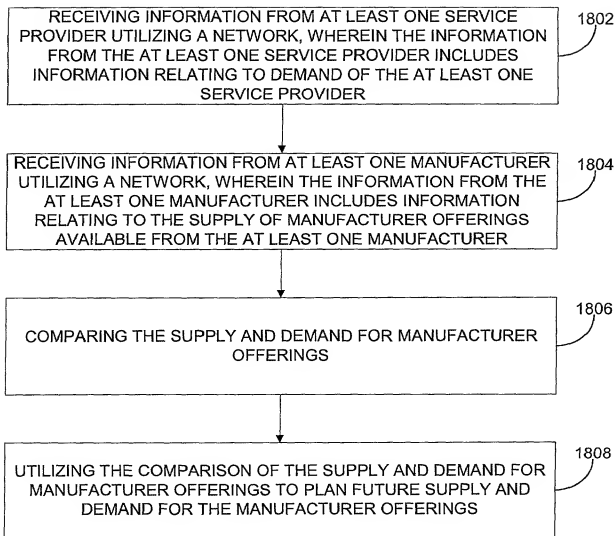 RECEIVING INFORMATION FROM AT LEAST ONE SERVICE
PROVIDER UTILIZING A NETWORK, WHEREIN THE INFORMATION
FROM THE AT LEAST ONE SERVICE PROVIDER INCLUDES
INFORMATION RELATING TO DEMAND OF THE AT LEAST ONE
SERVICE PROVIDER
1802
RECEIVING INFORMATION FROM AT LEAST ONE MANUFACTURER
UTILIZING A NETWORK, WHEREIN THE INFORMATION FROM THE
AT LEAST ONE MANUFACTURER INCLUDES INFORMATION
RELATING TO THE SUPPLY OF MANUFACTURER OFFERINGS
AVAILABLE FROM THE AT LEAST ONE MANUFACTURER
1804
COMPARING THE SUPPLY AND DEMAND FOR MANUFACTURER
OFFERINGS
1806
UTILIZING THE COMPARISON OF THE SUPPLY AND DEMAND FOR
MANUFACTURER OFFERINGS TO PLAN FUTURE SUPPLY AND
DEMAND FOR THE MANUFACTURER OFFERINGS
1808